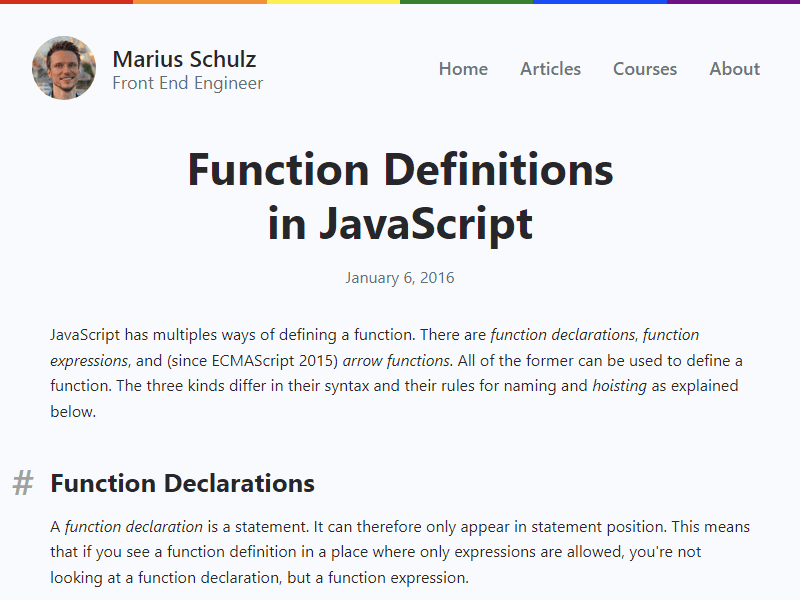 Marius Schulz
Front End Engineer
Home Articles Courses About
Function Definitions
in JavaScript
January 6, 2016
JavaScript has multiples ways of defining a function. There are function declarations, function
expressions, and (since ECMAScript 2015) arrow functions. All of the former can be used to define a
function. The three kinds differ in their syntax and their rules for naming and hoisting as explained
below.
# Function Declarations
A function declaration is a statement. It can therefore only appear in statement position. This means
that if you see a function definition in a place where only expressions are allowed, you're not
looking at a function declaration, but a function expression.